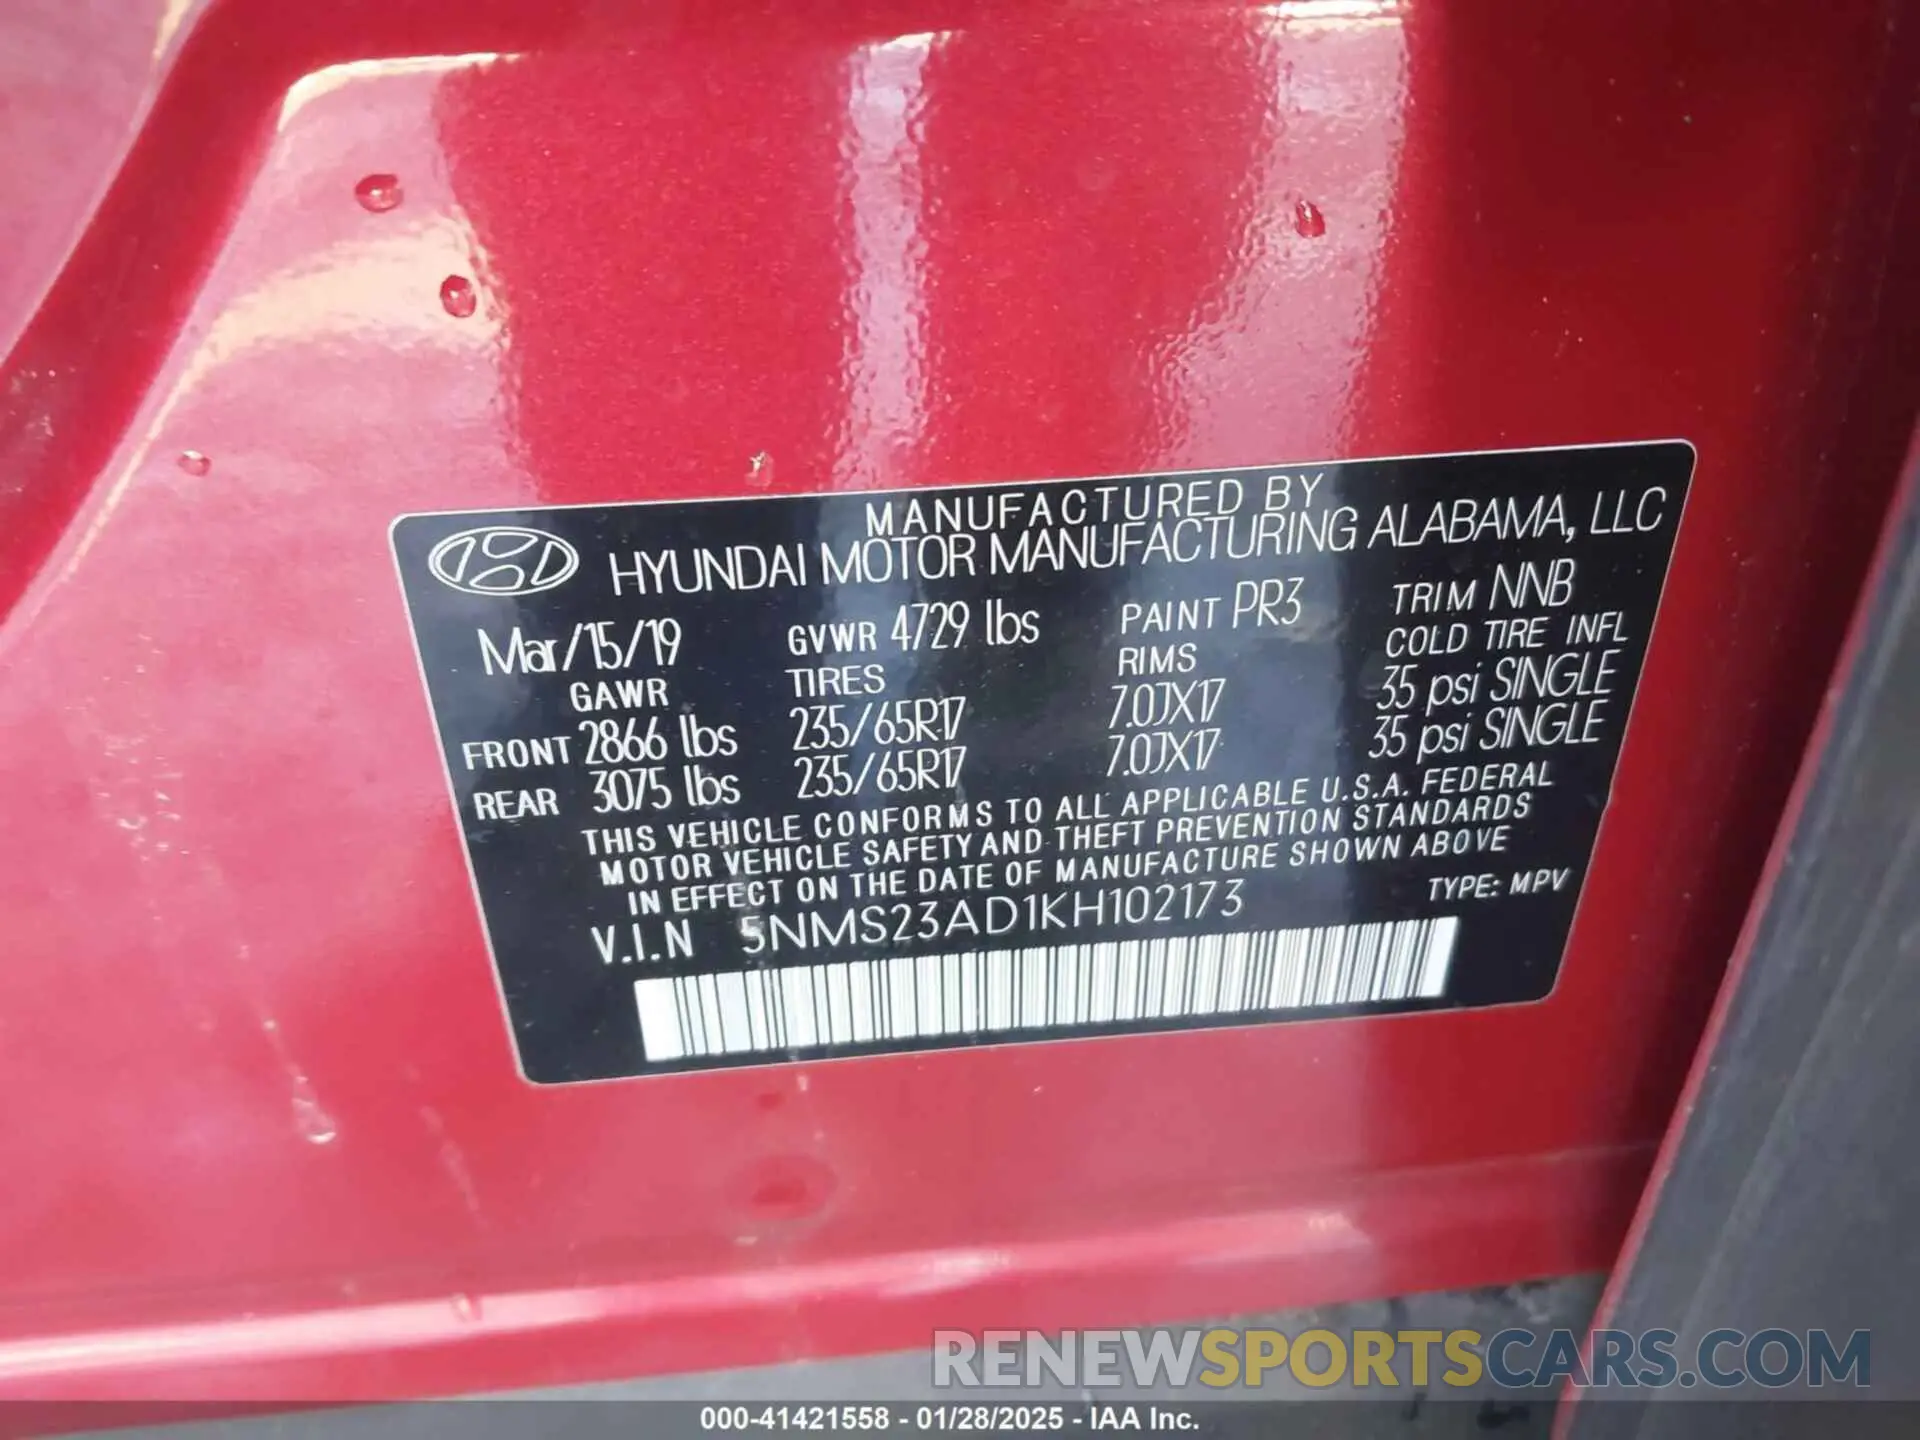 MANUFACTURED BY
HYUNDAI MOTOR MANUFACTURING ALABAMA, LLC
Mar/15/19 GVWR 4729 lbs PAINT PR3 TRIM NNB
GAWR TIRES RIMS COLD TIRE INFL
FRONT 2866 lbs 235/65R17 7.0JX17 35 psi SINGLE
REAR 3075 lbs 235/65R17 7.0JX17 35 psi SINGLE
THIS VEHICLE CONFORMS TO ALL APPLICABLE U.S.A. FEDERAL
MOTOR VEHICLE SAFETY AND THEFT PREVENTION STANDARDS
IN EFFECT ON THE DATE OF MANUFACTURE SHOWN ABOVE
V.I.N 5NMS23AD1KH102173 TYPE: MPV
RENEWSPORTSCARS.COM
000-41421558 - 01/28/2025 - IAA Inc.